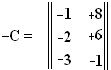 -1 +8
-C = -2 +6
-3 -1